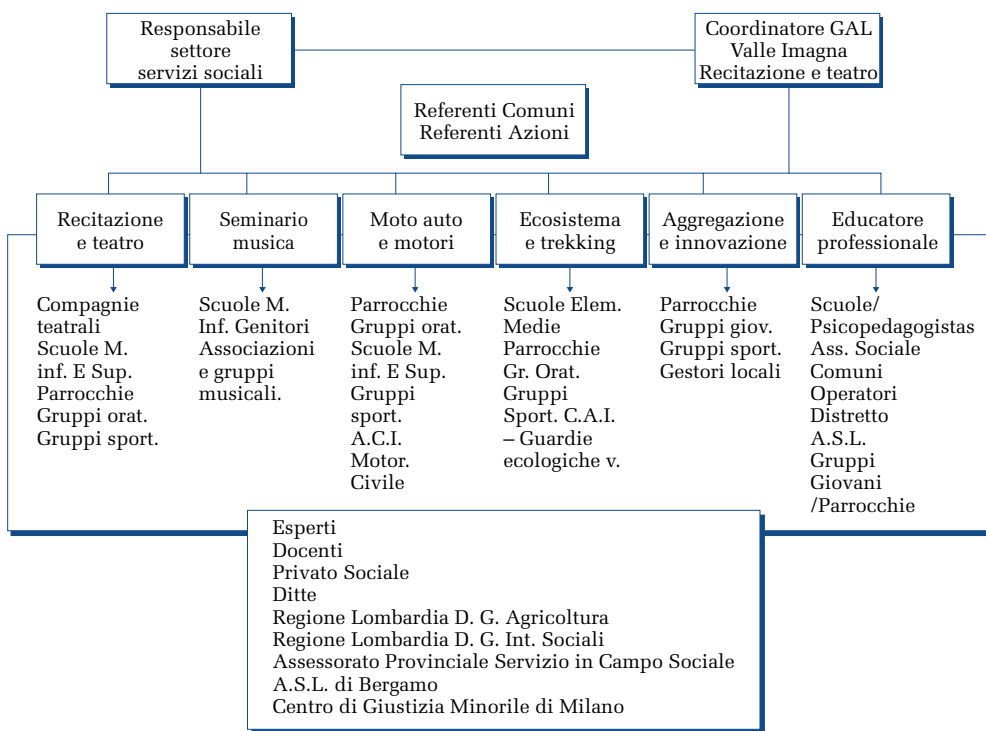 Responsabile
settore
servizi sociali
Coordinatore GAL
Valle Imagna
Recitazione e teatro
Referenti Comuni
Referenti Azioni
Recitazione
e teatro
Seminario
musica
Moto auto
e motori
Ecosistema
e trekking
Aggregazione
e innovazione
Educatore
professionale
Compagnie
teatrali
Scuole M.
inf. E Sup.
Parrocchie
Gruppi orat.
Gruppi sport.
Scuole M.
Inf. Genitori
Associazioni
e gruppi
musicali.
Parrocchie
Gruppi orat.
Scuole M.
inf. E Sup.
Gruppi
sport.
A.C.I.
Motor.
Civile
Scuole Elem.
Medie
Parrocchie
Gr. Orat.
Gruppi
Sport. C.A.I.
– Guardie
ecologiche v.
Parrocchie
Gruppi giov.
Gruppi sport.
Gestori locali
Scuole/
Psicopedagogistas
Ass. Sociale
Comuni
Operatori
Distretto
A.S.L.
Gruppi
Giovani
/Parrocchie
Esperti
Docenti
Privato Sociale
Ditte
Regione Lombardia D. G. Agricoltura
Regione Lombardia D. G. Int. Sociali
Assessorato Provinciale Servizio in Campo Sociale
A.S.L. di Bergamo
Centro di Giustizia Minorile di Milano